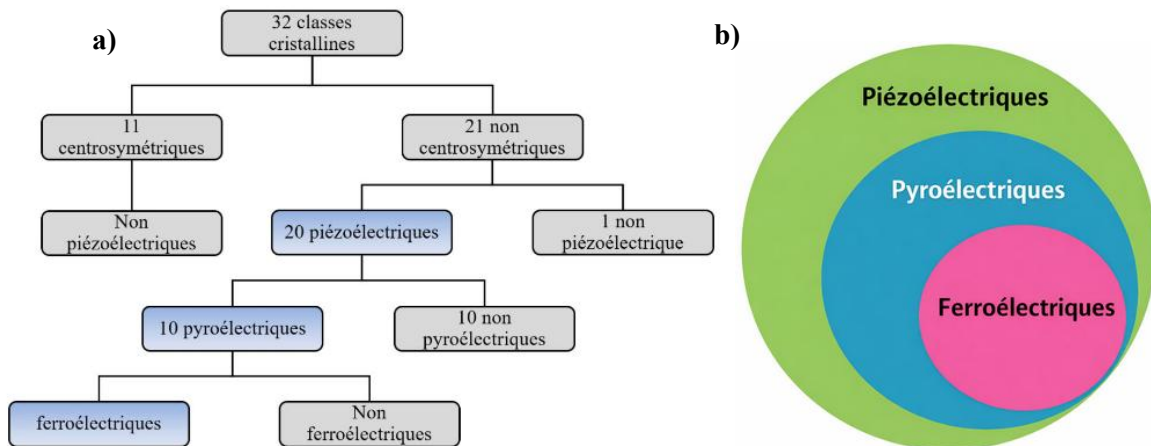 a)
32 classes
cristallines
11
centrosymétriques
21 non
centrosymétriques
Non
piézoélectriques
20 piézoélectriques
1 non
piézoélectrique
10 pyroélectriques
10 non
pyroélectriques
ferroélectriques
Non
ferroélectriques
b)
Piézoélectriques
Pyroélectriques
Ferroélectriques